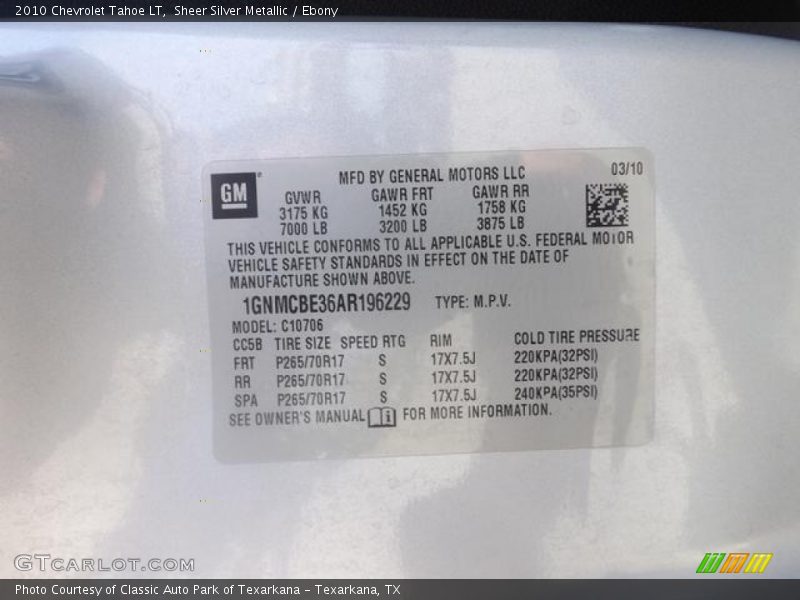 2010 Chevrolet Tahoe LT, Sheer Silver Metallic / Ebony
GM
MFD BY GENERAL MOTORS LLC 03/10
GVWR GAWR FRT GAWR RR
3175 KG 1452 KG 1758 KG
7000 LB 3200 LB 3875 LB
THIS VEHICLE CONFORMS TO ALL APPLICABLE U.S. FEDERAL MOTOR
VEHICLE SAFETY STANDARDS IN EFFECT ON THE DATE OF
MANUFACTURE SHOWN ABOVE.
1GNMCBE36AR196229 TYPE: M.P.V.
MODEL: C10706
CC5B TIRE SIZE SPEED RTG RIM COLD TIRE PRESSURE
FRT P265/70R17 S 17X7.5J 220KPA(32PSI)
RR P265/70R17 S 17X7.5J 220KPA(32PSI)
SPA P265/70R17 S 17X7.5J 240KPA(35PSI)
SEE OWNER'S MANUAL FOR MORE INFORMATION.
GTCARLOT.COM
Photo Courtesy of Classic Auto Park of Texarkana - Texarkana, TX